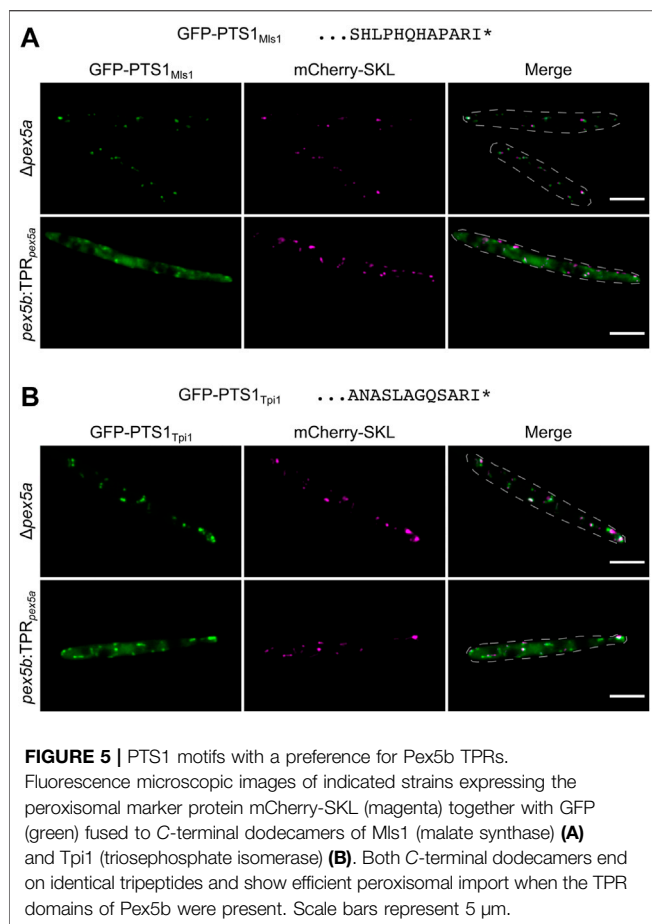 A
GFP-PTS1Mls1 ...SHLPHQHAPARI*
GFP-PTS1Mls1 mCherry-SKL Merge
Δpex5a
pex5b:TPRpex5a
B
GFP-PTS1Tpi1 ...ANASLAGQSARI*
GFP-PTS1Tpi1 mCherry-SKL Merge
Δpex5a
pex5b:TPRpex5a
FIGURE 5 | PTS1 motifs with a preference for Pex5b TPRs.
Fluorescence microscopic images of indicated strains expressing the
peroxisomal marker protein mCherry-SKL (magenta) together with GFP
(green) fused to C-terminal dodecamers of Mls1 (malate synthase) (A)
and Tpi1 (triosephosphate isomerase) (B). Both C-terminal dodecamers end
on identical tripeptides and show efficient peroxisomal import when the TPR
domains of Pex5b were present. Scale bars represent 5 µm.